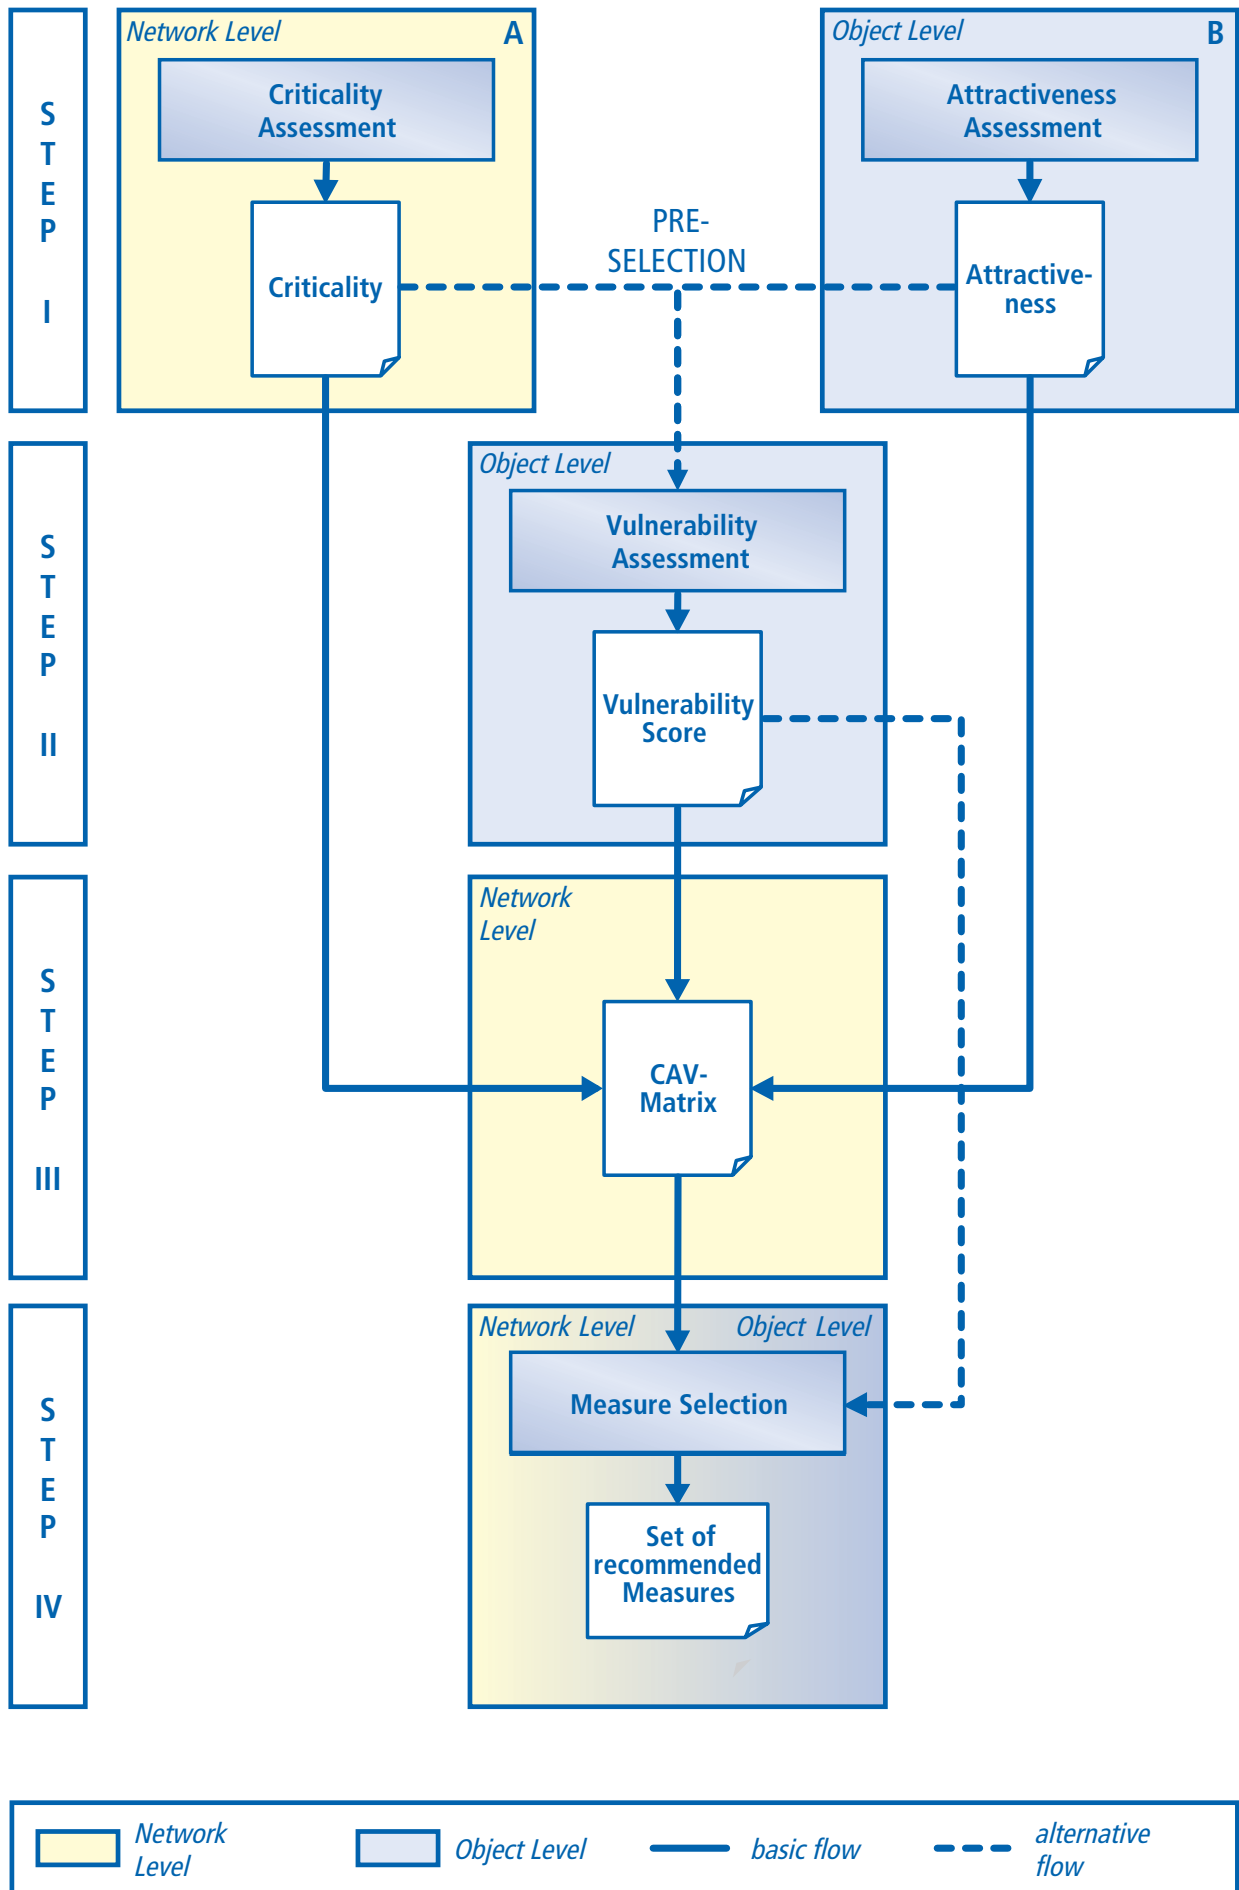 STEP I
Network Level
A
Criticality
Assessment
Criticality
PRE-
SELECTION
Object Level
B
Attractiveness
Assessment
Attractive-
ness
STEP II
Object Level
Vulnerability
Assessment
Vulnerability
Score
STEP III
Network
Level
CAV-
Matrix
STEP IV
Network Level
Object Level
Measure Selection
Set of
recommended
Measures
Network
Level
Object Level
basic flow
alternative
flow